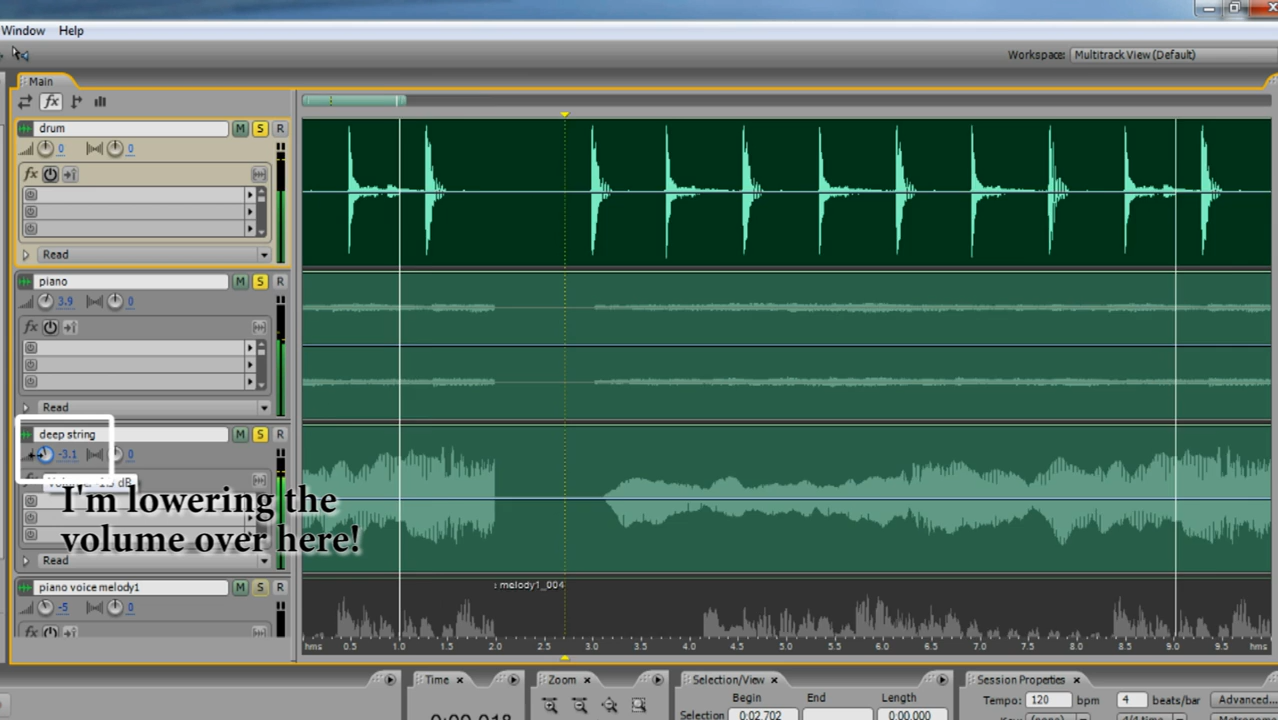 Window Help
Workspace: Multitrack View (Default)
Main
fx
drum M S R
0 0
fx
Read
piano M S R
3.9 0
fx
Read
deep string M S R
-3.1 0
I'm lowering the
volume over here!
Read
piano voice melody1 M S R
melody1_004
-5 0
fx
hms 0.5 1.0 1.5 2.0 2.5 3.0 3.5 4.0 4.5 5.0 5.5 6.0 6.5 7.0 7.5 8.0 8.5 9.0 9.5 hms
Time Zoom Selection/View Session Properties
Begin End Length
Tempo: 120 bpm 4 beats/bar Advanced...
Selection 0:02.702 0:00.000